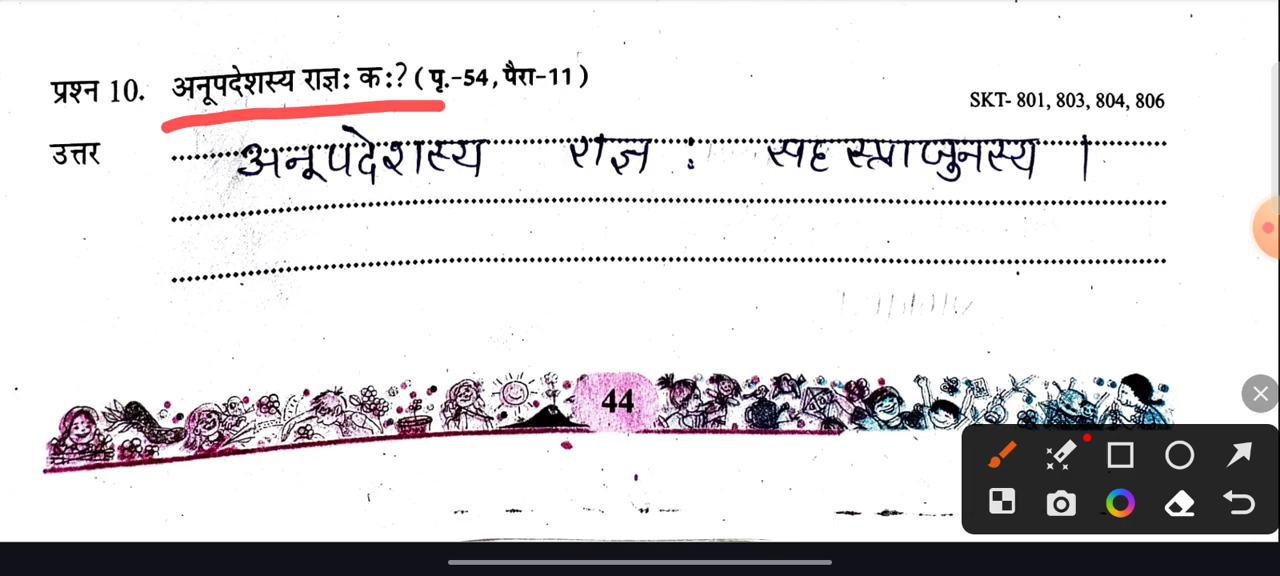 प्रश्न 10. अनूपदेशस्य राज्ञः कः? (पृ.-54, पैरा-11)
SKT- 801, 803, 804, 806
उत्तर अनूपदेशस्य राज्ञः सहस्त्राजुनस्य ।
44